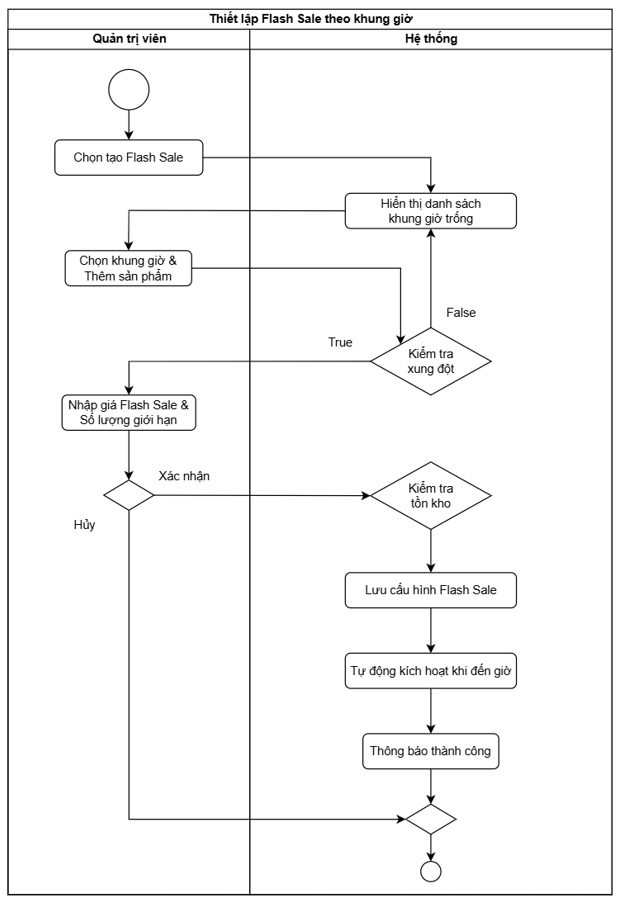 Thiết lập Flash Sale theo khung giờ
Quản trị viên
Hệ thống
Chọn tạo Flash Sale
Hiển thị danh sách
khung giờ trống
Chọn khung giờ &
Thêm sản phẩm
False
True
Kiểm tra
xung đột
Nhập giá Flash Sale &
Số lượng giới hạn
Xác nhận
Kiểm tra
tồn kho
Hủy
Lưu cấu hình Flash Sale
Tự động kích hoạt khi đến giờ
Thông báo thành công